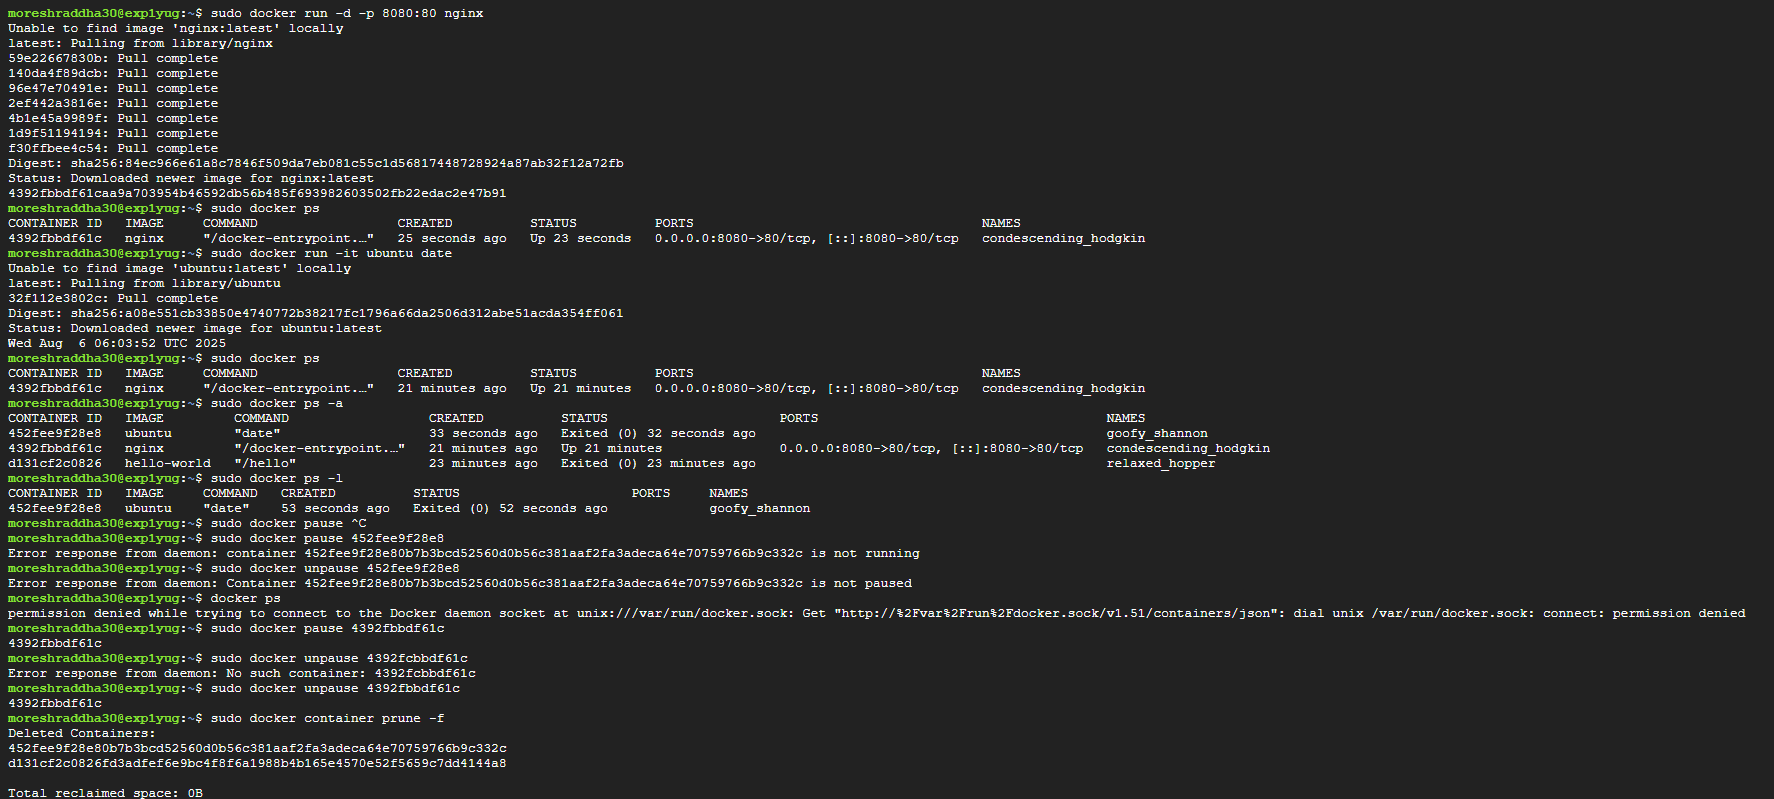 moreshraddha30@exp1yug:~$ sudo docker run -d -p 8080:80 nginx
Unable to find image 'nginx:latest' locally
latest: Pulling from library/nginx
59e22667830b: Pull complete
140da4f89dcb: Pull complete
96e47e70491e: Pull complete
2ef442a3816e: Pull complete
4b1e45a9989f: Pull complete
1d9f51194194: Pull complete
f30ffbee4c54: Pull complete
Digest: sha256:84ec966e61a8c7846f509da7eb081c55c1d56817448728924a87ab32f12a72fb
Status: Downloaded newer image for nginx:latest
4392fbbdf61caa9a703954b46592db56b485f693982603502fb22edac2e47b91
moreshraddha30@exp1yug:~$ sudo docker ps
CONTAINER ID   IMAGE     COMMAND                  CREATED          STATUS          PORTS                                     NAMES
4392fbbdf61c   nginx     "/docker-entrypoint.…"   25 seconds ago   Up 23 seconds   0.0.0.0:8080->80/tcp, [::]:8080->80/tcp   condescending_hodgkin
moreshraddha30@exp1yug:~$ sudo docker run -it ubuntu date
Unable to find image 'ubuntu:latest' locally
latest: Pulling from library/ubuntu
32f112e3802c: Pull complete
Digest: sha256:a08e551cb33850e4740772b38217fc1796a66da2506d312abe51acda354ff061
Status: Downloaded newer image for ubuntu:latest
Wed Aug  6 06:03:52 UTC 2025
moreshraddha30@exp1yug:~$ sudo docker ps
CONTAINER ID   IMAGE     COMMAND                  CREATED          STATUS          PORTS                                     NAMES
4392fbbdf61c   nginx     "/docker-entrypoint.…"   21 minutes ago   Up 21 minutes   0.0.0.0:8080->80/tcp, [::]:8080->80/tcp   condescending_hodgkin
moreshraddha30@exp1yug:~$ sudo docker ps -a
CONTAINER ID   IMAGE         COMMAND                  CREATED          STATUS                      PORTS                                     NAMES
452fee9f28e8   ubuntu        "date"                   33 seconds ago   Exited (0) 32 seconds ago                                             goofy_shannon
4392fbbdf61c   nginx         "/docker-entrypoint.…"   21 minutes ago   Up 21 minutes               0.0.0.0:8080->80/tcp, [::]:8080->80/tcp   condescending_hodgkin
d131cf2c0826   hello-world   "/hello"                 23 minutes ago   Exited (0) 23 minutes ago                                             relaxed_hopper
moreshraddha30@exp1yug:~$ sudo docker ps -l
CONTAINER ID   IMAGE     COMMAND   CREATED          STATUS                      PORTS     NAMES
452fee9f28e8   ubuntu    "date"    53 seconds ago   Exited (0) 52 seconds ago             goofy_shannon
moreshraddha30@exp1yug:~$ sudo docker pause ^C
moreshraddha30@exp1yug:~$ sudo docker pause 452fee9f28e8
Error response from daemon: container 452fee9f28e80b7b3bcd52560d0b56c381aaf2fa3adeca64e70759766b9c332c is not running
moreshraddha30@exp1yug:~$ sudo docker unpause 452fee9f28e8
Error response from daemon: Container 452fee9f28e80b7b3bcd52560d0b56c381aaf2fa3adeca64e70759766b9c332c is not paused
moreshraddha30@exp1yug:~$ docker ps
permission denied while trying to connect to the Docker daemon socket at unix:///var/run/docker.sock: Get "http://%2Fvar%2Frun%2Fdocker.sock/v1.51/containers/json": dial unix /var/run/docker.sock: connect: permission denied
moreshraddha30@exp1yug:~$ sudo docker pause 4392fbbdf61c
4392fbbdf61c
moreshraddha30@exp1yug:~$ sudo docker unpause 4392fcbbdf61c
Error response from daemon: No such container: 4392fcbbdf61c
moreshraddha30@exp1yug:~$ sudo docker unpause 4392fbbdf61c
4392fbbdf61c
moreshraddha30@exp1yug:~$ sudo docker container prune -f
Deleted Containers:
452fee9f28e80b7b3bcd52560d0b56c381aaf2fa3adeca64e70759766b9c332c
d131cf2c0826fd3adfef6e9bc4f8f6a1988b4b165e4570e52f5659c7dd4144a8
Total reclaimed space: 0B